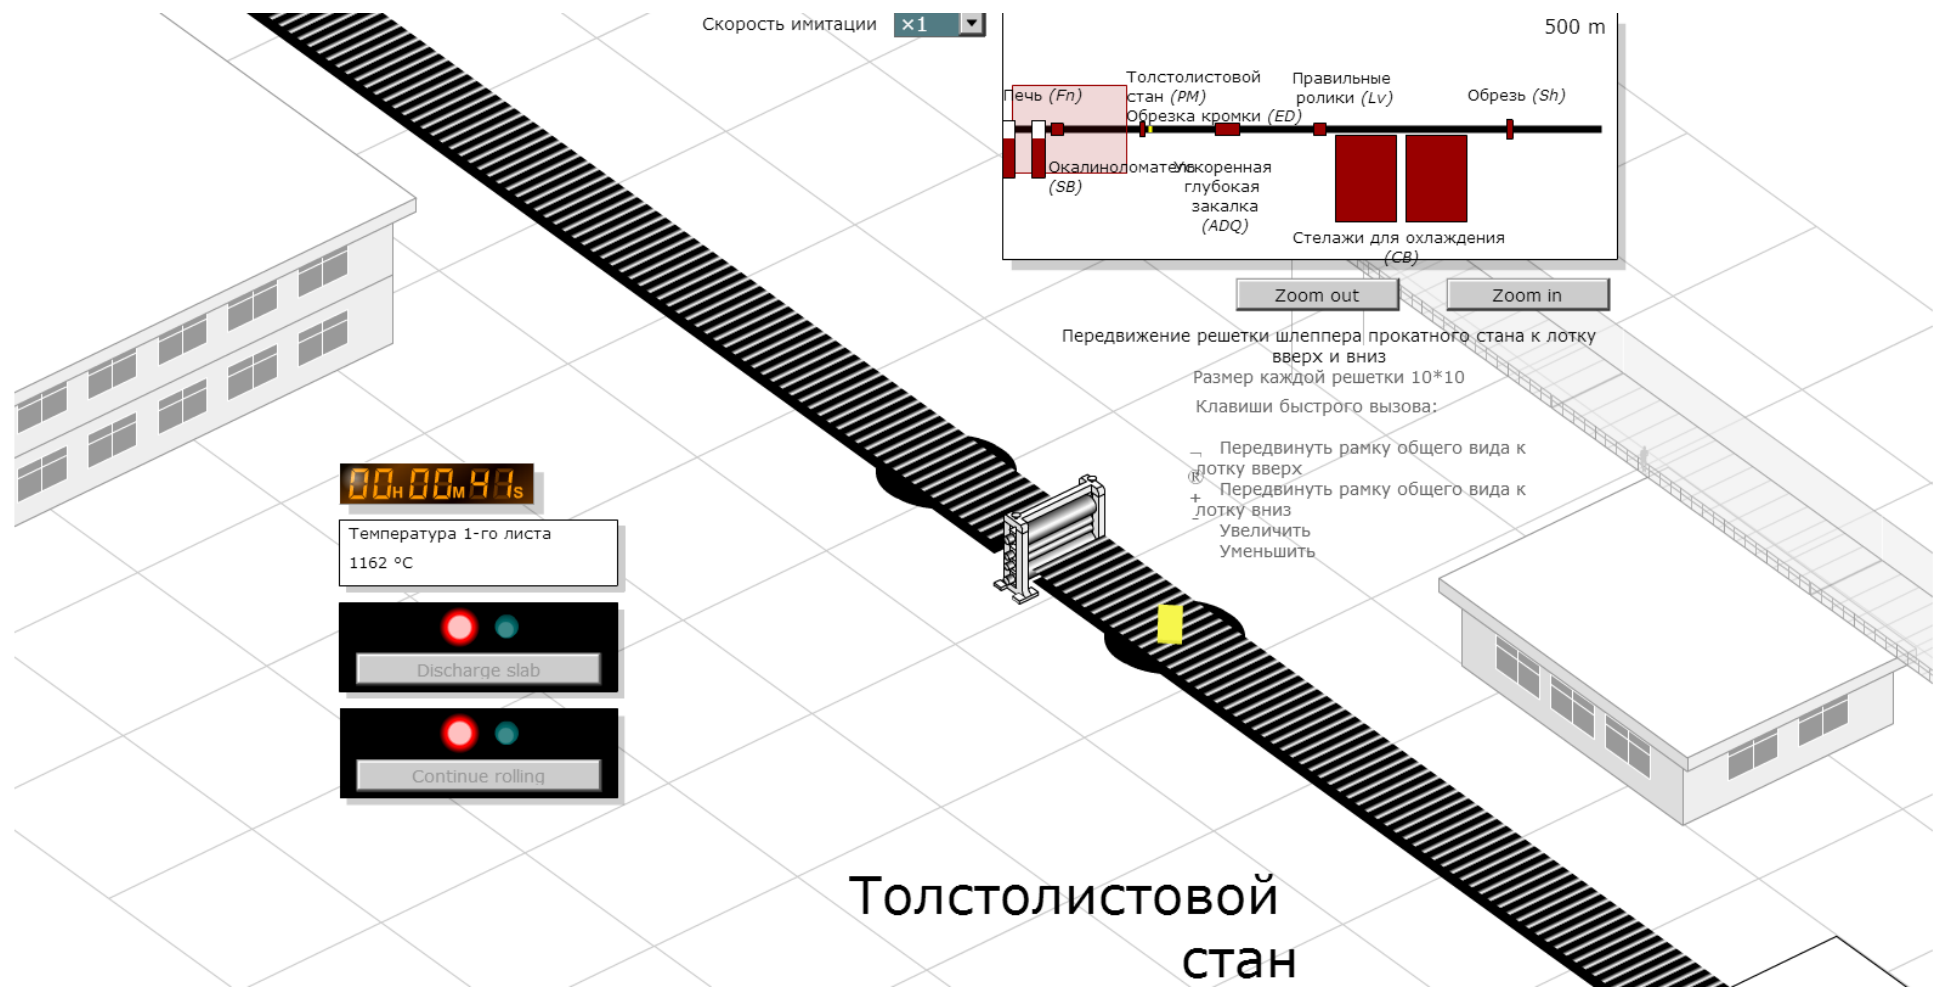 Скорость имитации ×1
500 m
Толстолистовой
стан (PM)
Правильные
ролики (Lv)
Печь (Fn)
Обрезь (Sh)
Обрезка кромки (ED)
Окалиноломатель
(SB)
Ускоренная
глубокая
закалка
(ADQ)
Стелажи для охлаждения
(CB)
Zoom out
Zoom in
Передвижение решетки шлеппера прокатного стана к лотку
вверх и вниз
Размер каждой решетки 10*10
Клавиши быстрого вызова:
¬ Передвинуть рамку общего вида к
лотку вверх
® Передвинуть рамку общего вида к
+
лотку вниз
-
Увеличить
Уменьшить
00H 00M 41S
Температура 1-го листа
1162 °C
Discharge slab
Continue rolling
Толстолистовой
стан